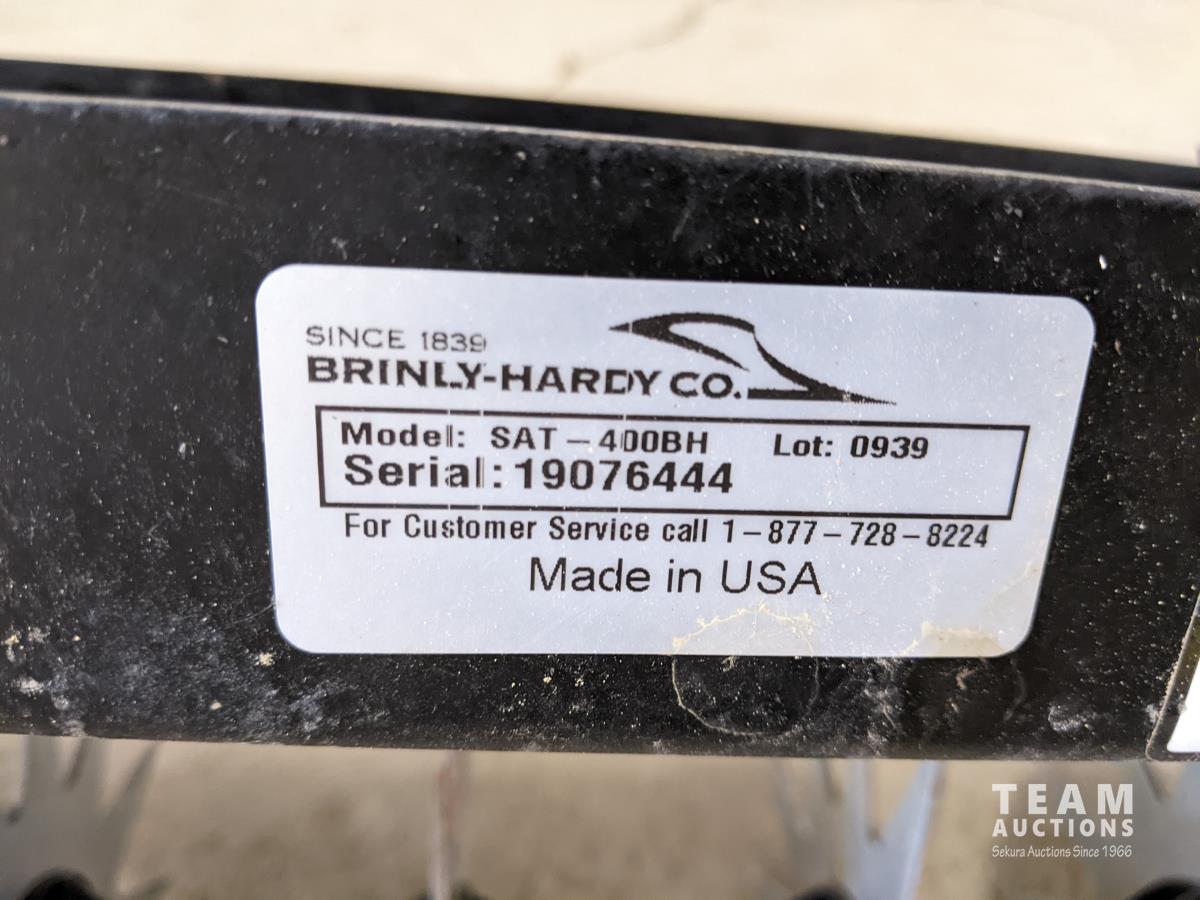 SINCE 1839
BRINLY-HARDY CO.
Model: SAT-400BH Lot: 0939
Serial: 19076444
For Customer Service call 1-877-728-8224
Made in USA
TEAM
AUCTIONS
Sekura Auctions Since 1966